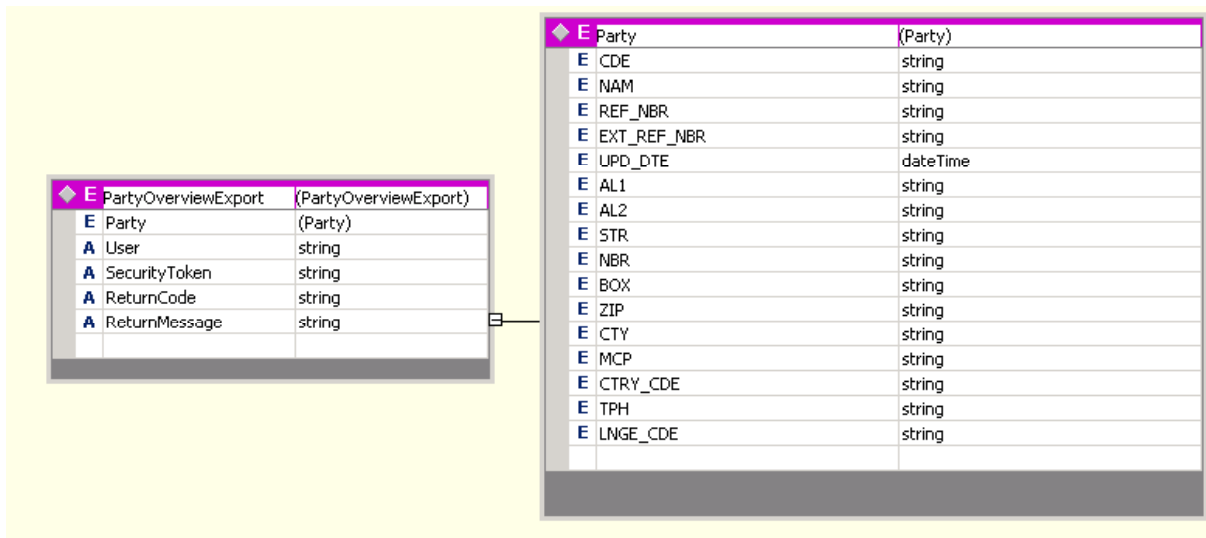 E PartyOverviewExport (PartyOverviewExport)
E Party (Party)
A User string
A SecurityToken string
A ReturnCode string
A ReturnMessage string
E Party (Party)
E CDE string
E NAM string
E REF_NBR string
E EXT_REF_NBR string
E UPD_DTE dateTime
E AL1 string
E AL2 string
E STR string
E NBR string
E BOX string
E ZIP string
E CTY string
E MCP string
E CTRY_CDE string
E TPH string
E LNGE_CDE string